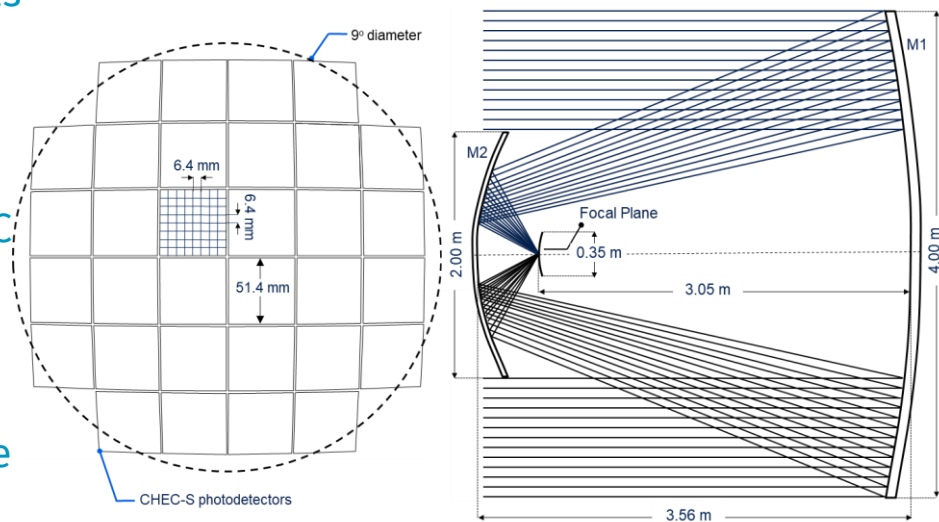 s
9° diameter
M1
M2
6.4 mm
6.4 mm
C
Focal Plane
0.35 m
2.00 m
4.00 m
51.4 mm
3.05 m
e
CHEC-S photodetectors
3.56 m